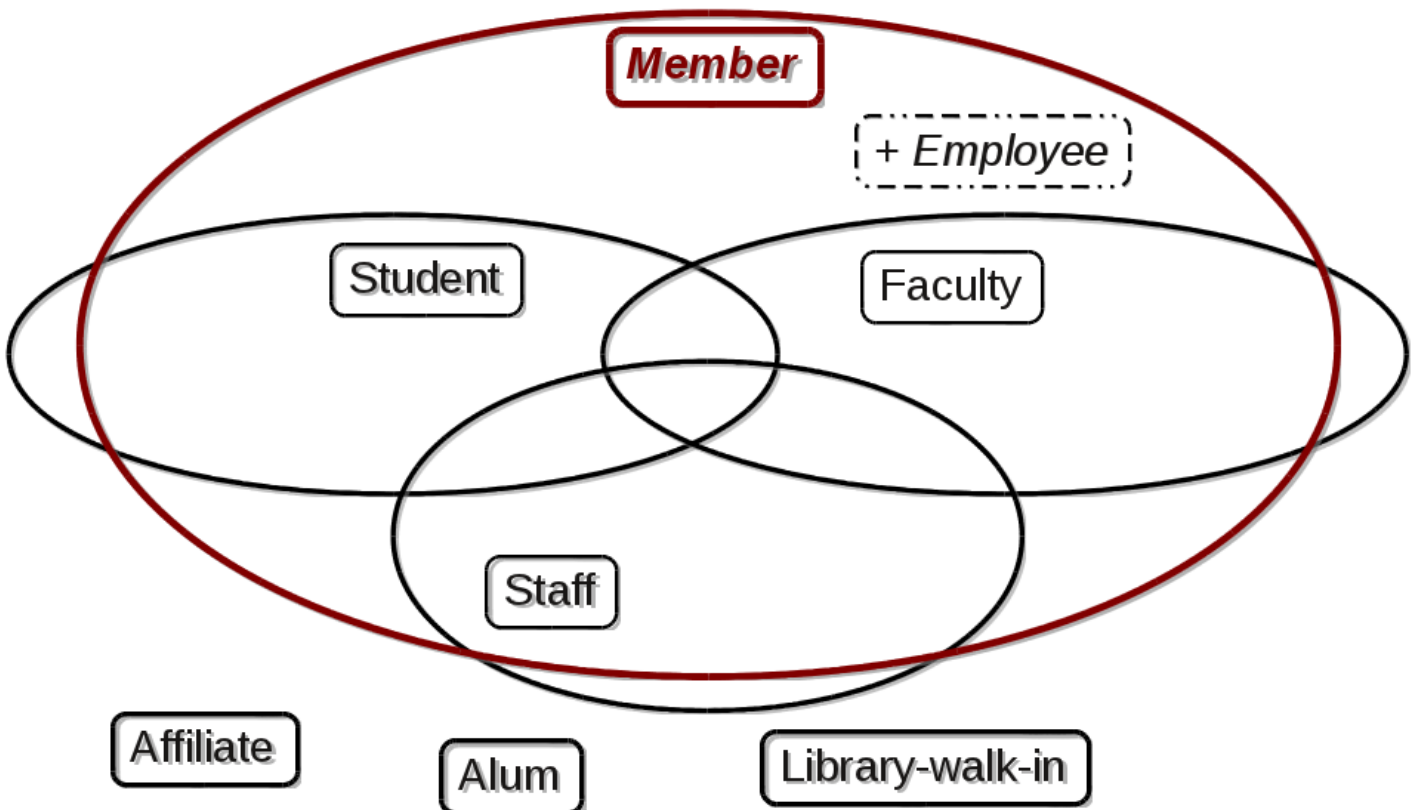 Member
+ Employee
Student
Faculty
Staff
Affiliate
Alum
Library-walk-in